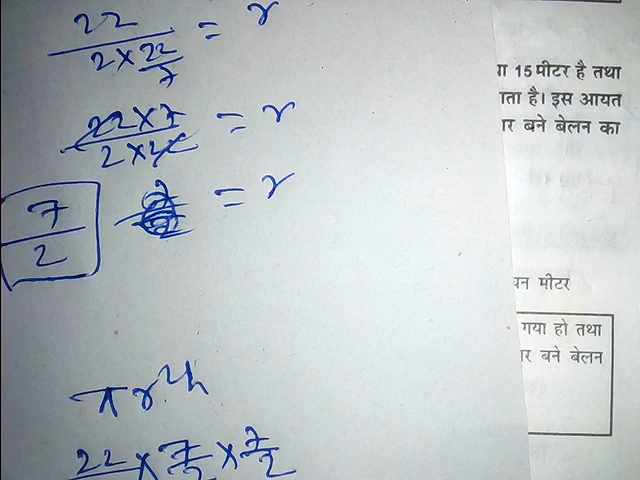 22 / 2 × 22/7 = r
22 × 7 / 2 × 22 = r
7/2 = r
πr²h
22 × 7/2 × 7/2
15 मीटर है तथा
है। इस आयत
बने बेलन का
मीटर
गया हो तथा
बने बेलन